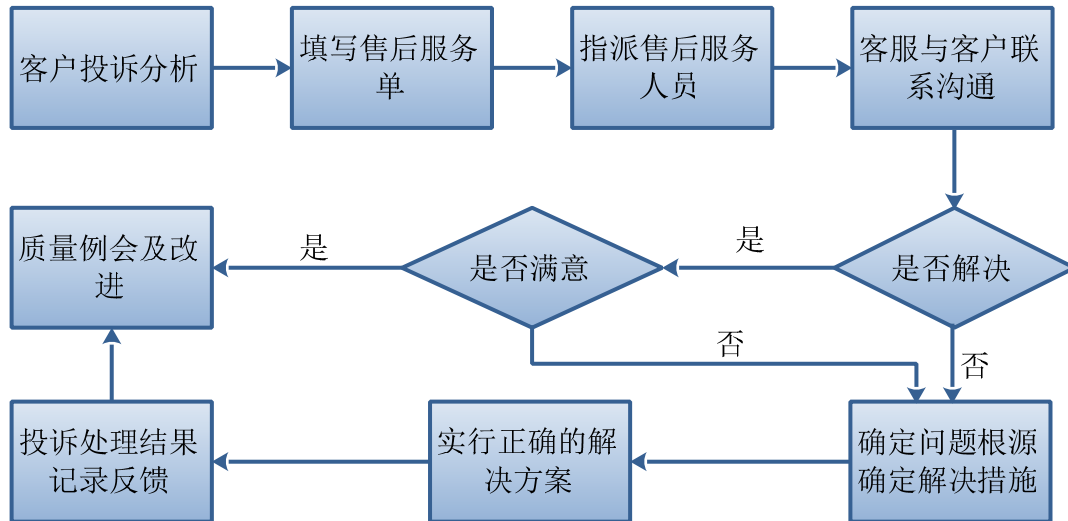 客户投诉分析
填写售后服务
单
指派售后服务
人员
客服与客户联
系沟通
质量例会及改
进
是
是否满意
是
是否解决
否
否
投诉处理结果
记录反馈
实行正确的解
决方案
确定问题根源
确定解决措施